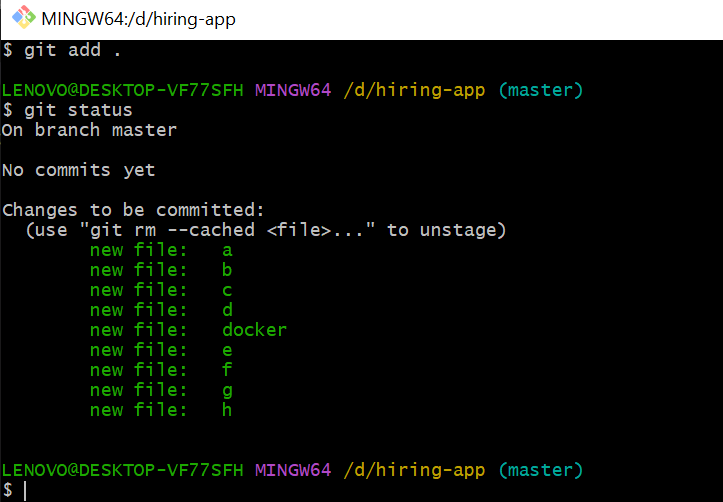 MINGW64:/d/hiring-app
$ git add .
LENOVO@DESKTOP-VF77SFH MINGW64 /d/hiring-app (master)
$ git status
On branch master
No commits yet
Changes to be committed:
  (use "git rm --cached <file>..." to unstage)
        new file:   a
        new file:   b
        new file:   c
        new file:   d
        new file:   docker
        new file:   e
        new file:   f
        new file:   g
        new file:   h
LENOVO@DESKTOP-VF77SFH MINGW64 /d/hiring-app (master)
$